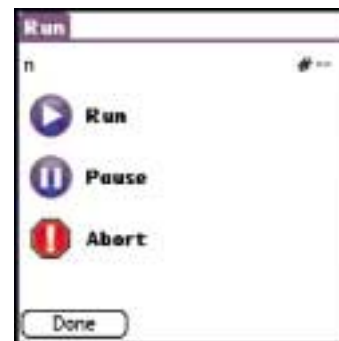 Run
n # --
Run
Pause
Abort
Done